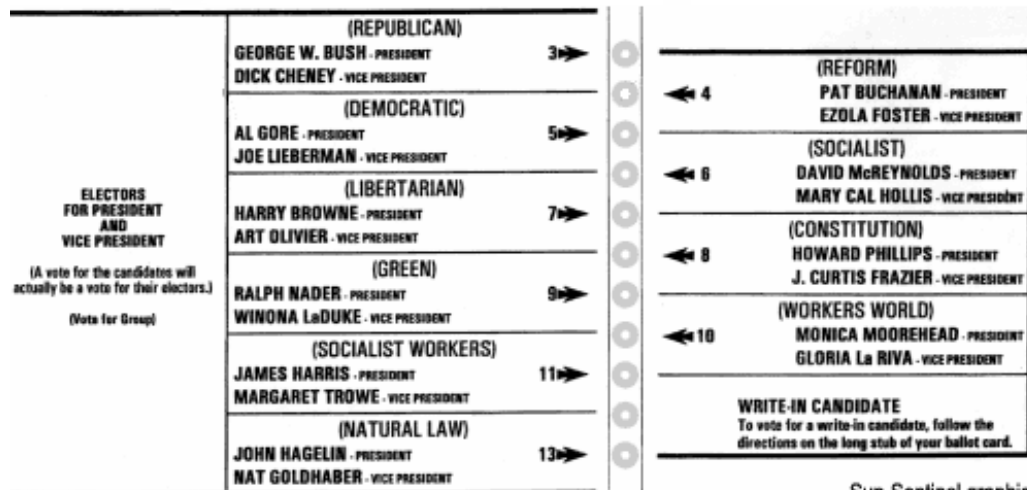 ELECTORS
FOR PRESIDENT
AND
VICE PRESIDENT
(A vote for the candidates will
actually be a vote for their electors.)
(Vote for Group)
(REPUBLICAN)
GEORGE W. BUSH - PRESIDENT 3
DICK CHENEY - VICE PRESIDENT
(DEMOCRATIC)
AL GORE - PRESIDENT 5
JOE LIEBERMAN - VICE PRESIDENT
(LIBERTARIAN)
HARRY BROWNE - PRESIDENT 7
ART OLIVIER - VICE PRESIDENT
(GREEN)
RALPH NADER - PRESIDENT 9
WINONA LaDUKE - VICE PRESIDENT
(SOCIALIST WORKERS)
JAMES HARRIS - PRESIDENT 11
MARGARET TROWE - VICE PRESIDENT
(NATURAL LAW)
JOHN HAGELIN - PRESIDENT 13
NAT GOLDHABER - VICE PRESIDENT
(REFORM)
4 PAT BUCHANAN - PRESIDENT
EZOLA FOSTER - VICE PRESIDENT
(SOCIALIST)
6 DAVID McREYNOLDS - PRESIDENT
MARY CAL HOLLIS - VICE PRESIDENT
(CONSTITUTION)
8 HOWARD PHILLIPS - PRESIDENT
J. CURTIS FRAZIER - VICE PRESIDENT
(WORKERS WORLD)
10 MONICA MOOREHEAD - PRESIDENT
GLORIA La RIVA - VICE PRESIDENT
WRITE-IN CANDIDATE
To vote for a write-in candidate, follow the
directions on the long stub of your ballot card.
Sun-Sentinel graphic